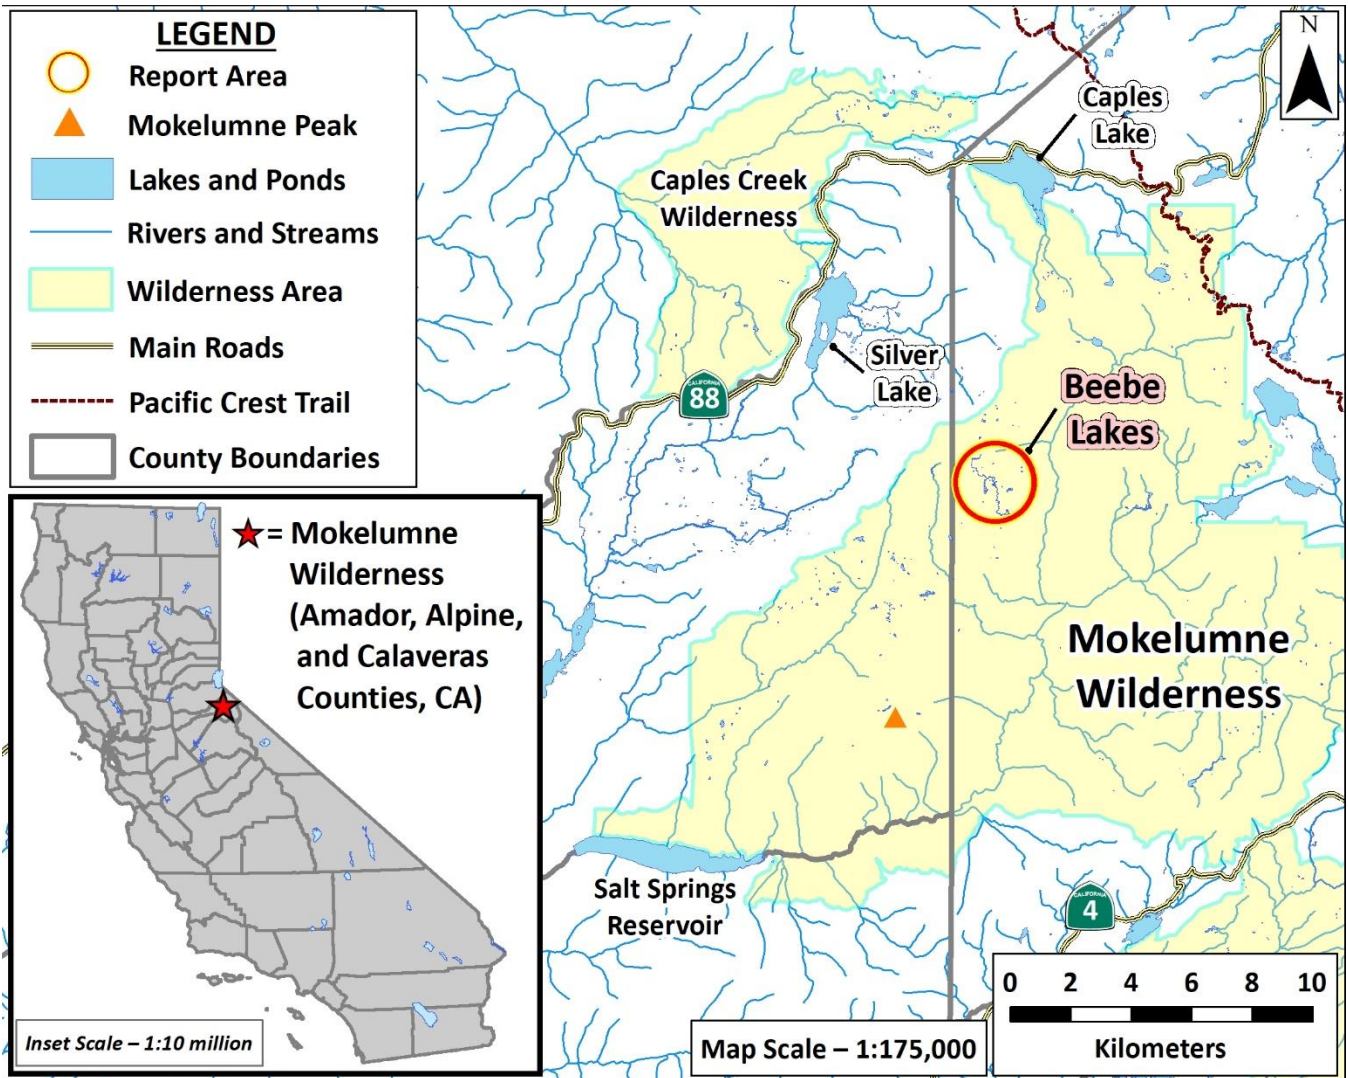 LEGEND
Report Area
Mokelumne Peak
Lakes and Ponds
Rivers and Streams
Wilderness Area
Main Roads
Pacific Crest Trail
County Boundaries
= Mokelumne
Wilderness
(Amador, Alpine,
and Calaveras
Counties, CA)
Inset Scale – 1:10 million
N
Caples
Lake
Caples Creek
Wilderness
Silver
Lake
CALIFORNIA
88
Beebe
Lakes
Mokelumne
Wilderness
Salt Springs
Reservoir
CALIFORNIA
4
Map Scale – 1:175,000
0 2 4 6 8 10
Kilometers